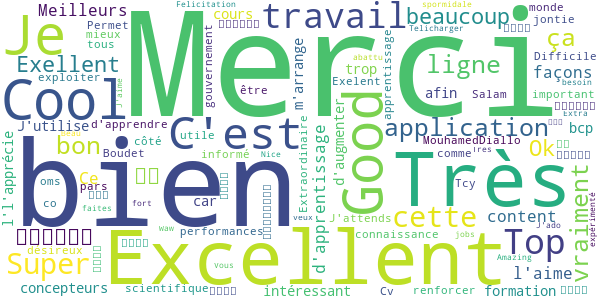 Felicitation
spormidale
Meilleurs
travail
beaucoup
monde
Permet
cours
jontie
Je
mieux
Telicharger
tous
Merci
ça
Exellent
gouvernement
m'arrange
ligne
Difficile
exploiter
abattu
trop
façons
besoin
Cool
J'aime
être
Exelent
afin
Salam
important
J'utilise
d'apprendre
C'est
Good
apprentissage
application
Extra
bcp
bon
côté
utile
d'augmenter
MouhamedDiallo
Ok
Boudet
informé
Nice
Extraordinaire
d'apprentissage
comme
Tres
l'apprécie
bien
Ce
Très
oms
pars
car
Tcy
co
faites
fort
veux
J'attends
cette
content
J'ado
vraiment
expérimenté
waw
performances
connaissance
jobs
Top
desireux
Super
Excellent
Vous
Amazing
l'aime
concepteurs
scientifique
intéressant
Cv
renforcer
formation